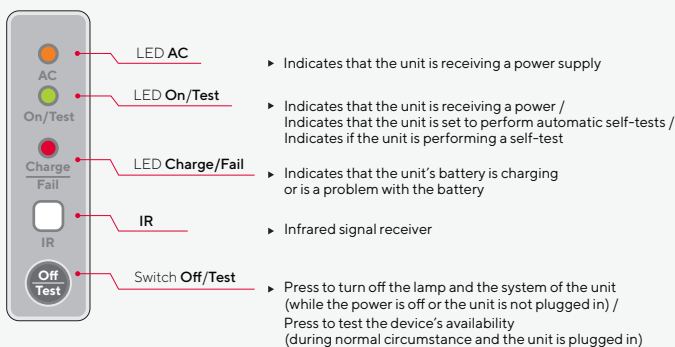 AC
On/Test
Charge
Fail
IR
Off
Test
LED AC
▸ Indicates that the unit is receiving a power supply
LED On/Test
▸ Indicates that the unit is receiving a power /
Indicates that the unit is set to perform automatic self-tests /
Indicates if the unit is performing a self-test
LED Charge/Fail
▸ Indicates that the unit's battery is charging
or is a problem with the battery
IR
▸ Infrared signal receiver
Switch Off/Test
▸ Press to turn off the lamp and the system of the unit
(while the power is off or the unit is not plugged in) /
Press to test the device's availability
(during normal circumstance and the unit is plugged in)